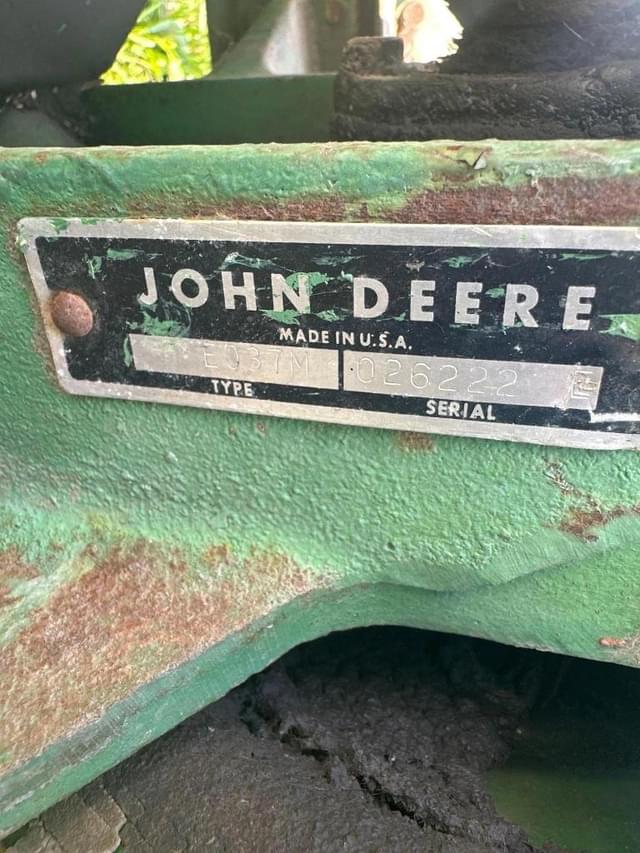 JOHN DEERE
MADE IN U.S.A.
E037M 026222 E
TYPE SERIAL